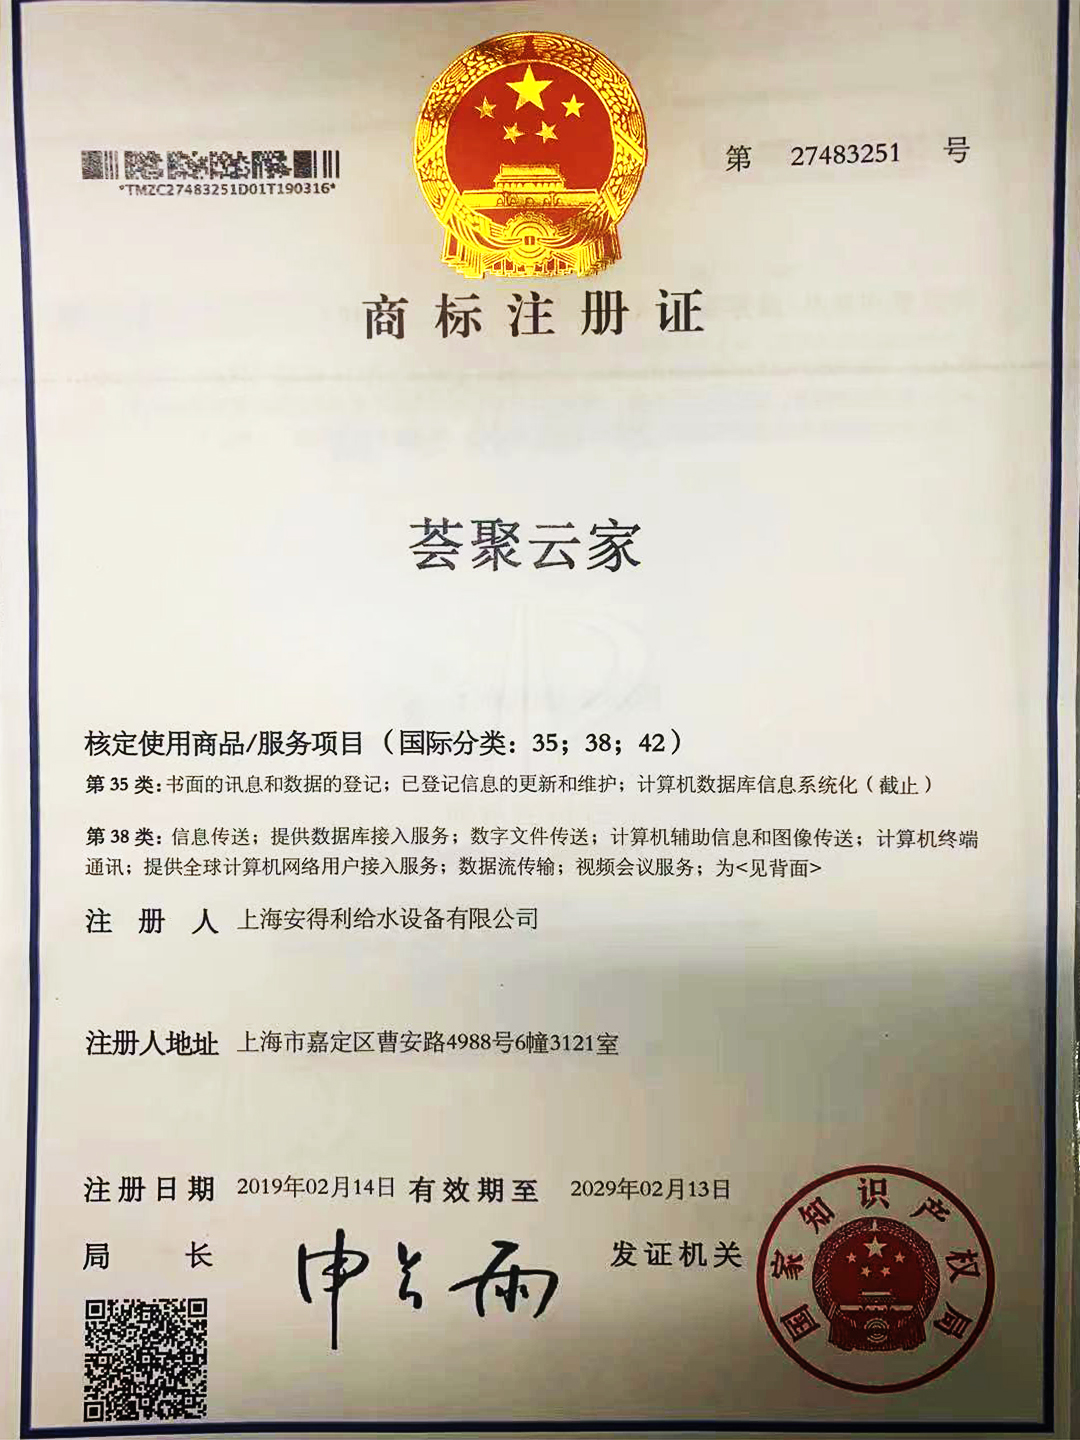 第 27483251 号
*TMZC27483251D01T190316*
商标注册证
荟聚云家
核定使用商品/服务项目（国际分类：35；38；42）
第 35 类：书面的讯息和数据的登记；已登记信息的更新和维护；计算机数据库信息系统化（截止）
第 38 类：信息传送；提供数据库接入服务；数字文件传送；计算机辅助信息和图像传送；计算机终端
通讯；提供全球计算机网络用户接入服务；数据流传输；视频会议服务；为<见背面>
注册人 上海安得利给水设备有限公司
注册人地址 上海市嘉定区曹安路4988号6幢3121室
注册日期 2019年02月14日 有效期至 2029年02月13日
局长 申长雨 发证机关
国家知识产权局